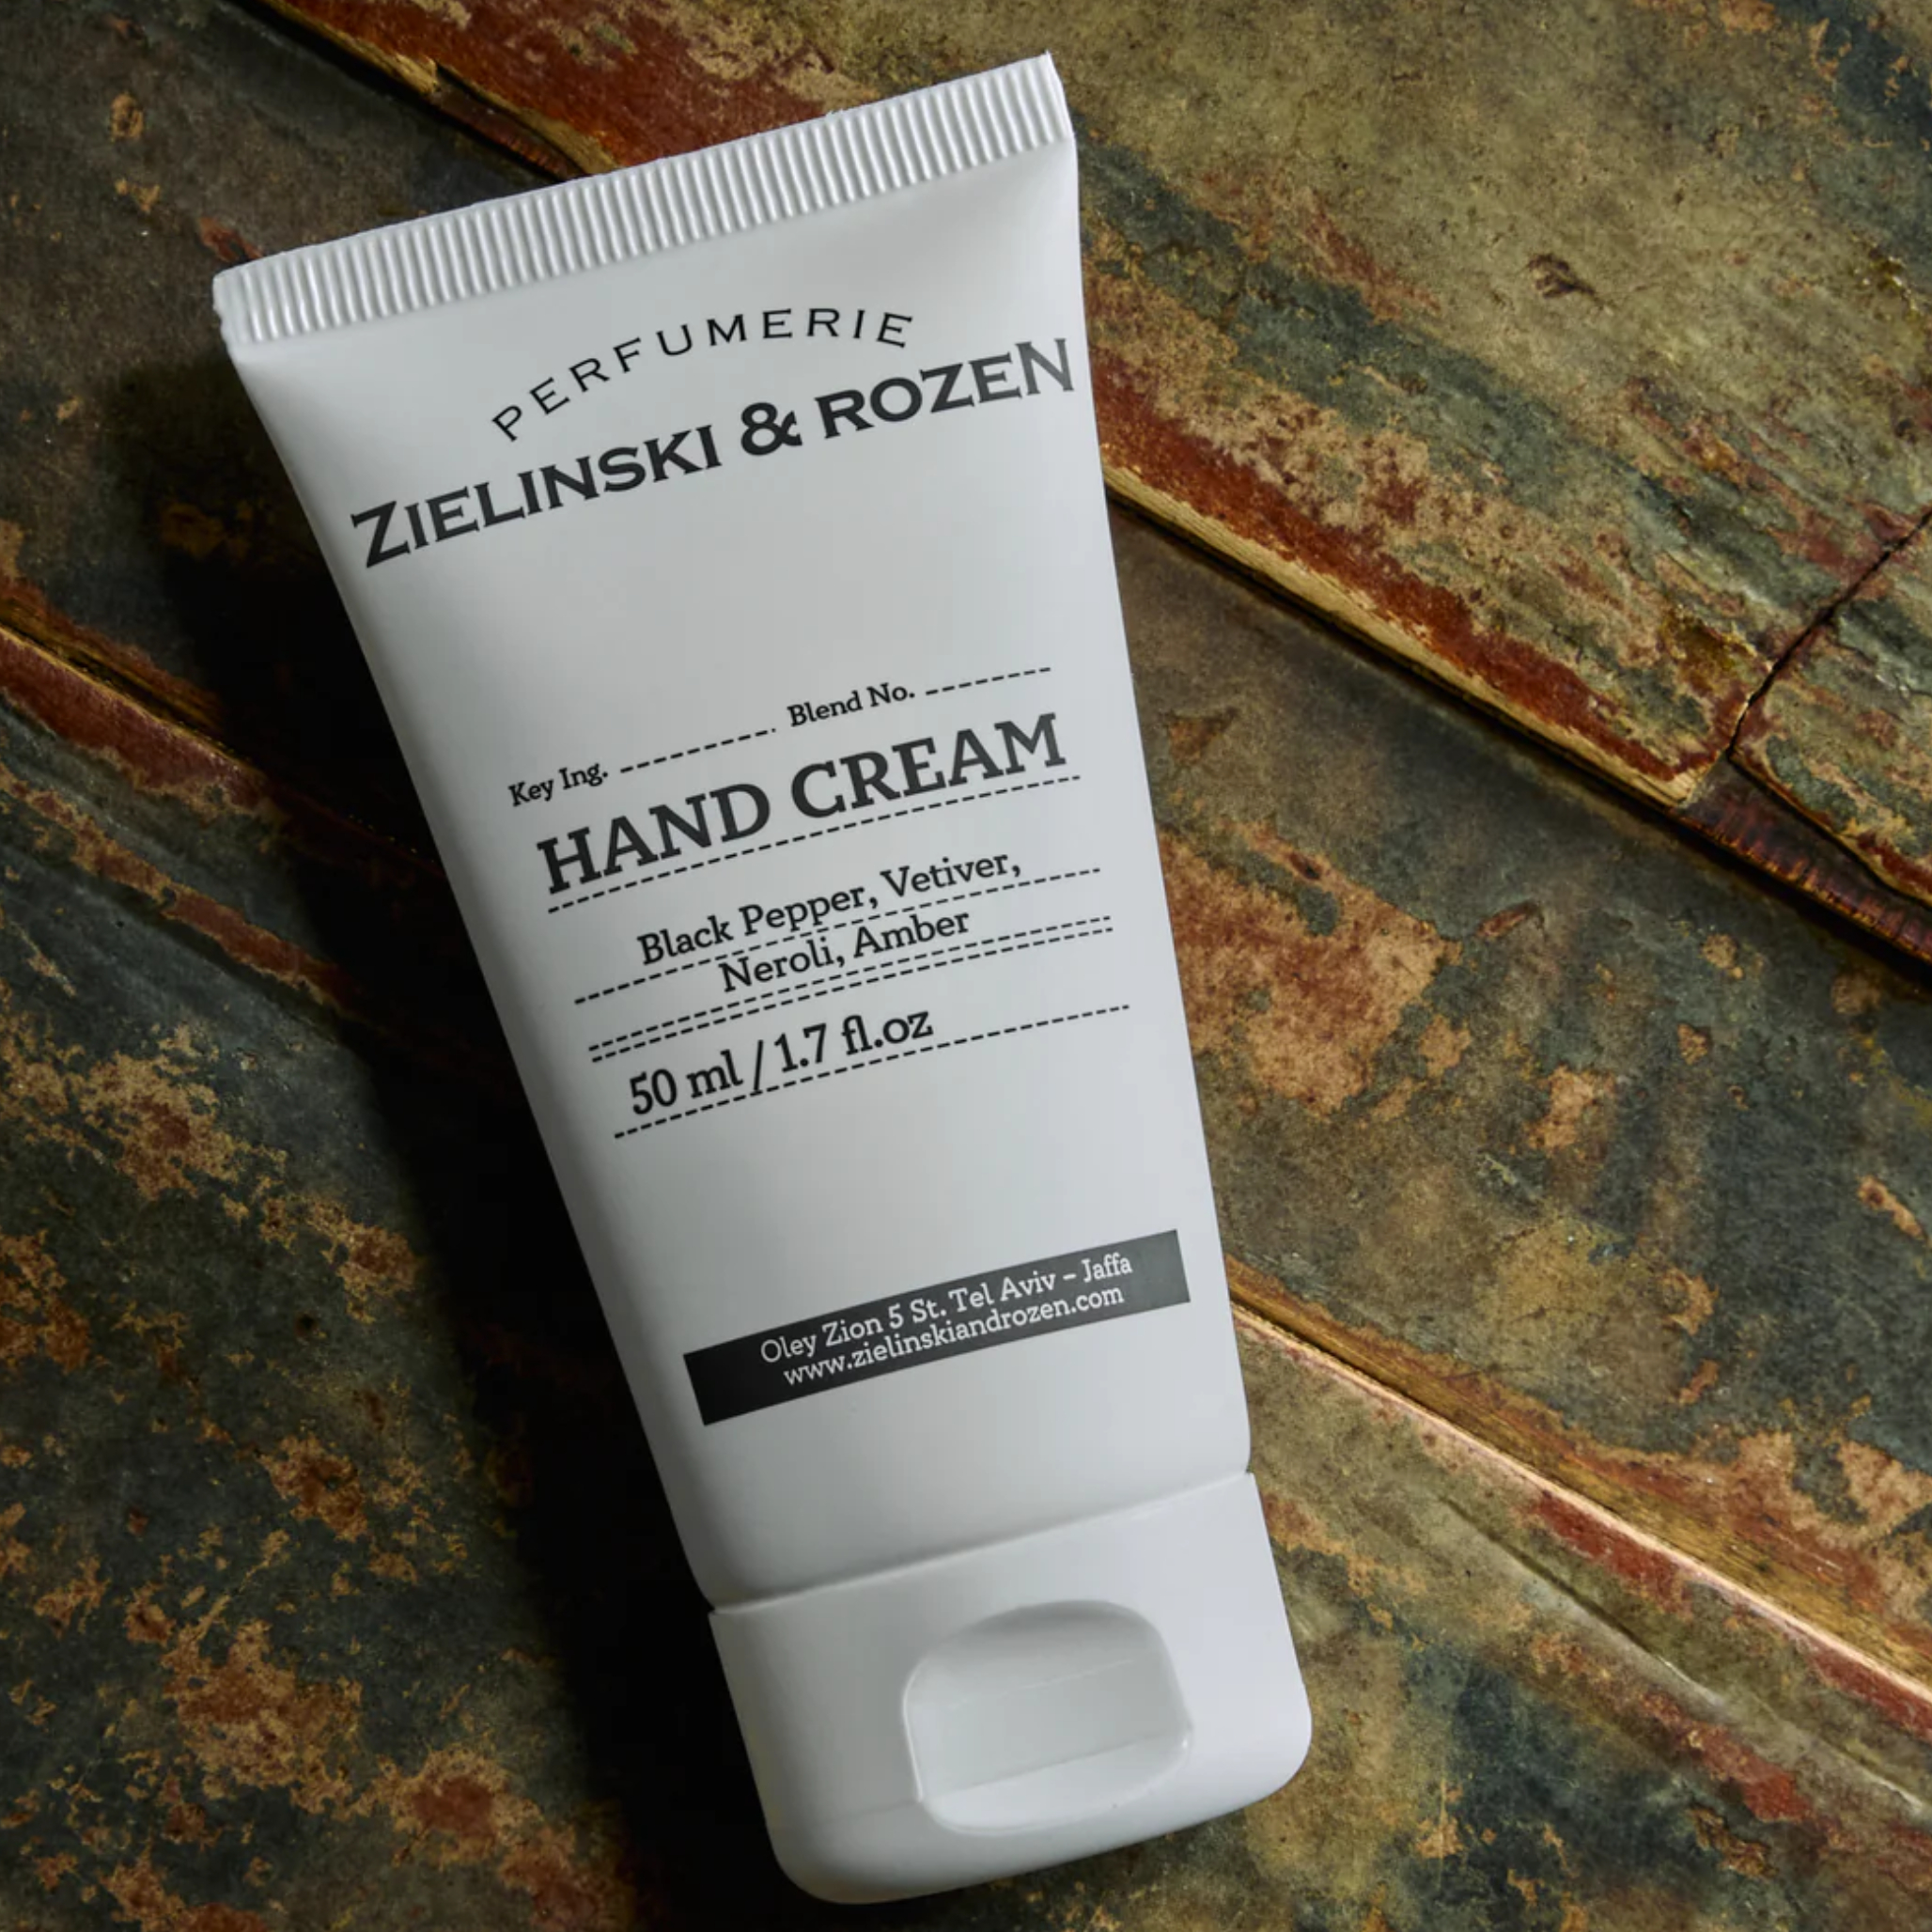 PERFUMERIE
ZIELINSKI & ROZEN
Key Ing. Blend No.
HAND CREAM
Black Pepper, Vetiver,
Neroli, Amber
50 ml / 1.7 fl.oz
Oley Zion 5 St. Tel Aviv – Jaffa
www.zielinskiandrozen.com